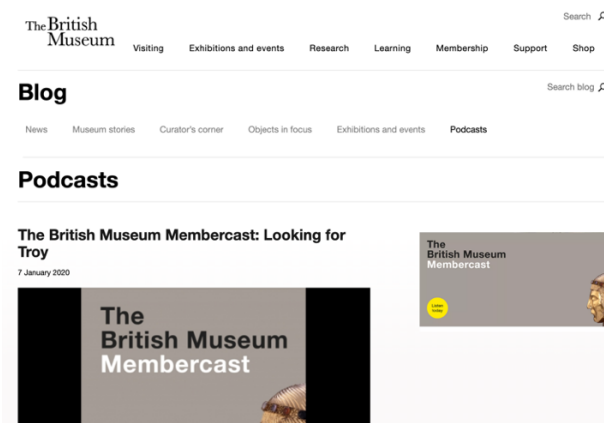 The British
Museum
Search
Visiting Exhibitions and events Research Learning Membership Support Shop
Blog
Search blog
News Museum stories Curator's corner Objects in focus Exhibitions and events Podcasts
Podcasts
The British Museum Membercast: Looking for
Troy
7 January 2020
The
British Museum
Membercast
The
British Museum
Membercast
Listen
today